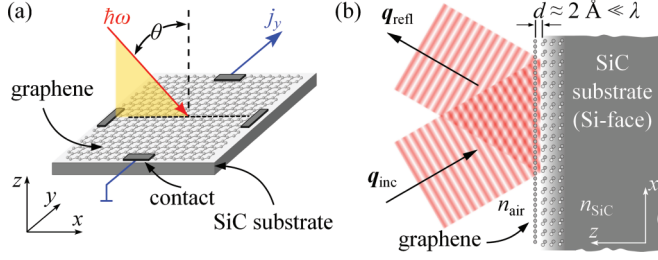 (a)
ħω
θ
j_y
graphene
z
y
x
contact
SiC substrate
(b)
d ≈ 2 Å ≪ λ
q_refl
SiC
substrate
(Si-face)
q_inc
n_air
n_SiC
x
z
graphene